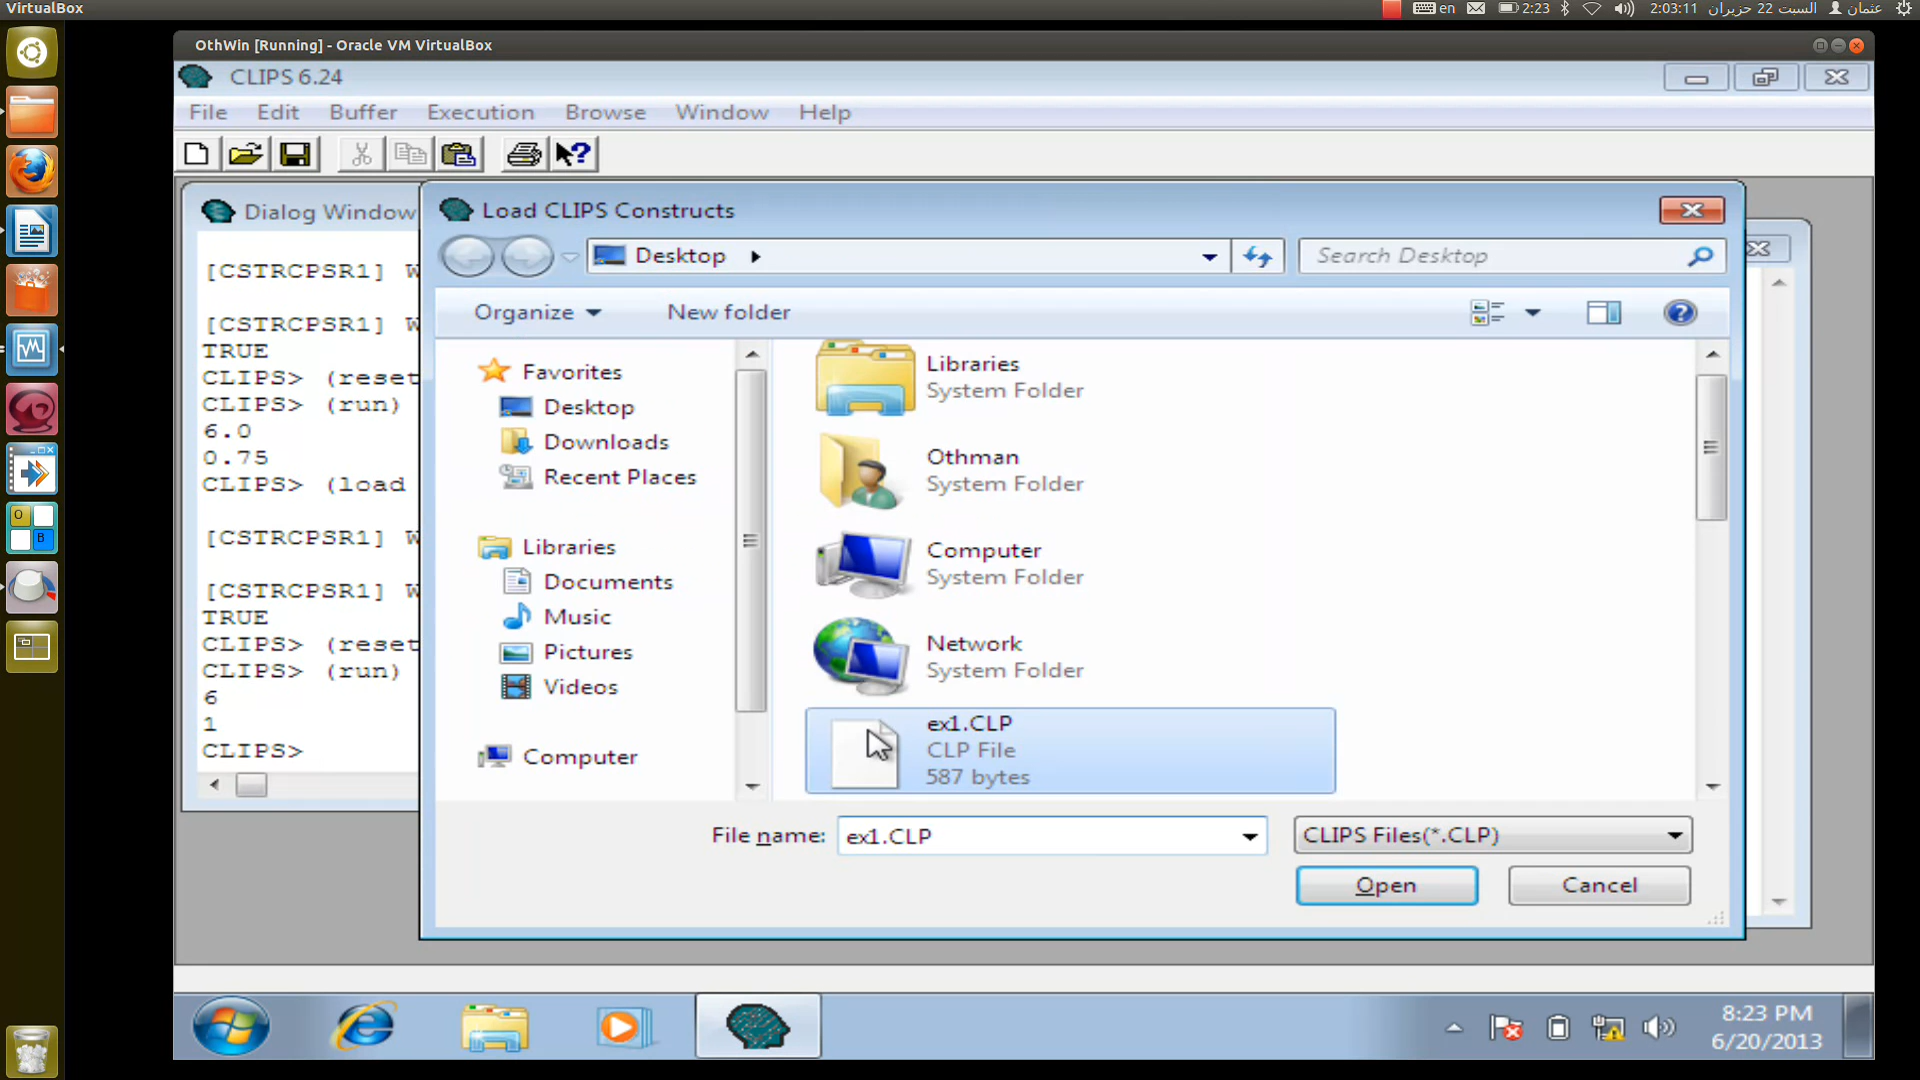 VirtualBox
en
2:23
السبت 22 حزيران 2:03:11
عثمان
OthWin [Running] - Oracle VM VirtualBox
CLIPS 6.24
File Edit Buffer Execution Browse Window Help
Dialog Window
[CSTRCPSR1] W
[CSTRCPSR1] W
TRUE
CLIPS> (reset
CLIPS> (run)
6.0
0.75
CLIPS> (load
[CSTRCPSR1] W
[CSTRCPSR1] W
TRUE
CLIPS> (reset
CLIPS> (run)
6
1
CLIPS>
Load CLIPS Constructs
Desktop
Search Desktop
Organize
New folder
Favorites
Desktop
Downloads
Recent Places
Libraries
Documents
Music
Pictures
Videos
Computer
Libraries
System Folder
Othman
System Folder
Computer
System Folder
Network
System Folder
ex1.CLP
CLP File
587 bytes
File name: ex1.CLP
CLIPS Files(*.CLP)
Open
Cancel
8:23 PM
6/20/2013